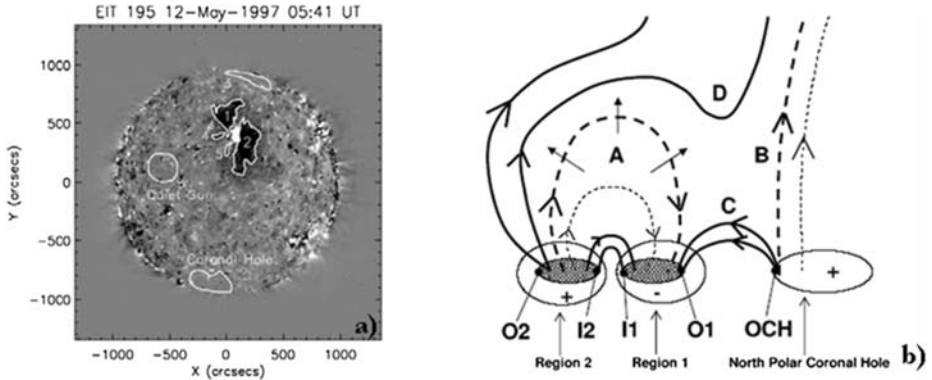 EIT 195 12-May-1997 05:41 UT
1000
500
0
-500
-1000
Y (arcsecs)
1
2
Quiet Sun
Coronal Hole
-1000 -500 0 500 1000
X (arcsecs)
a)
A
B
C
D
+
-
+
O2 I2 I1 O1 OCH
Region 2 Region 1 North Polar Coronal Hole
b)